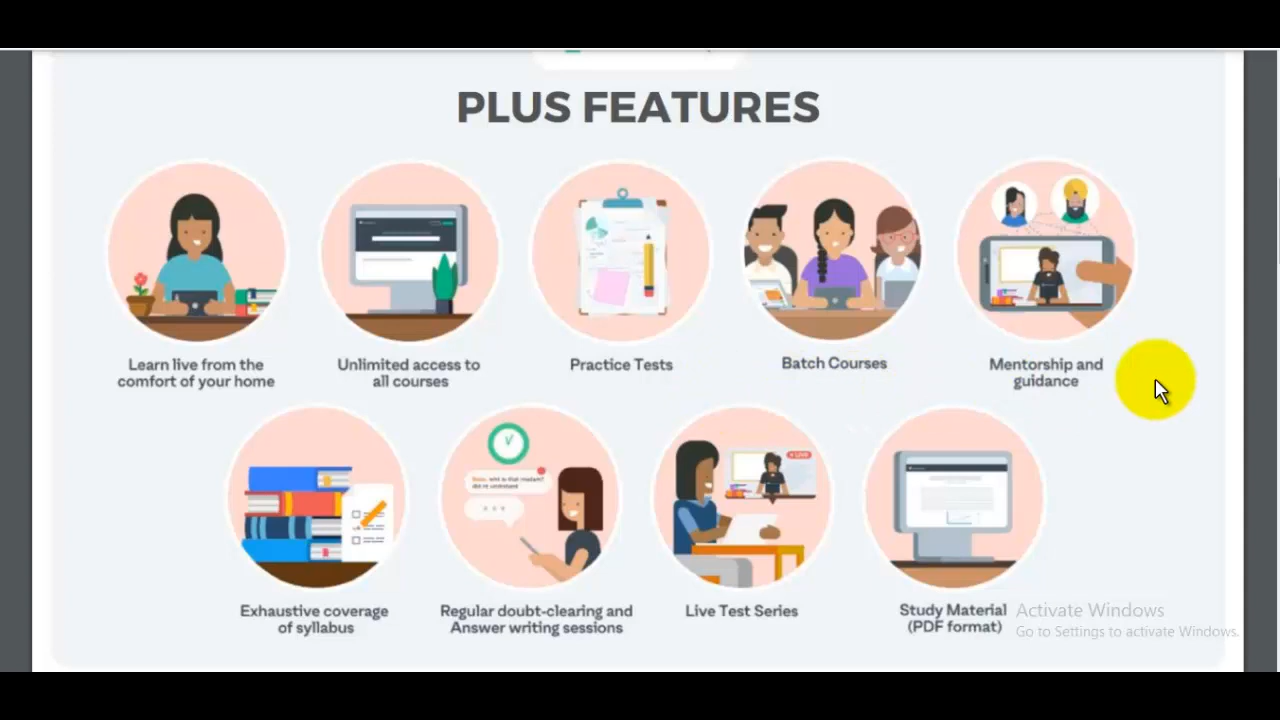 PLUS FEATURES
Learn live from the
comfort of your home
Unlimited access to
all courses
Practice Tests
Batch Courses
Mentorship and
guidance
LIVE
Exhaustive coverage
of syllabus
Regular doubt-clearing and
Answer writing sessions
Live Test Series
Study Material
(PDF format)
Activate Windows
Go to Settings to activate Windows.